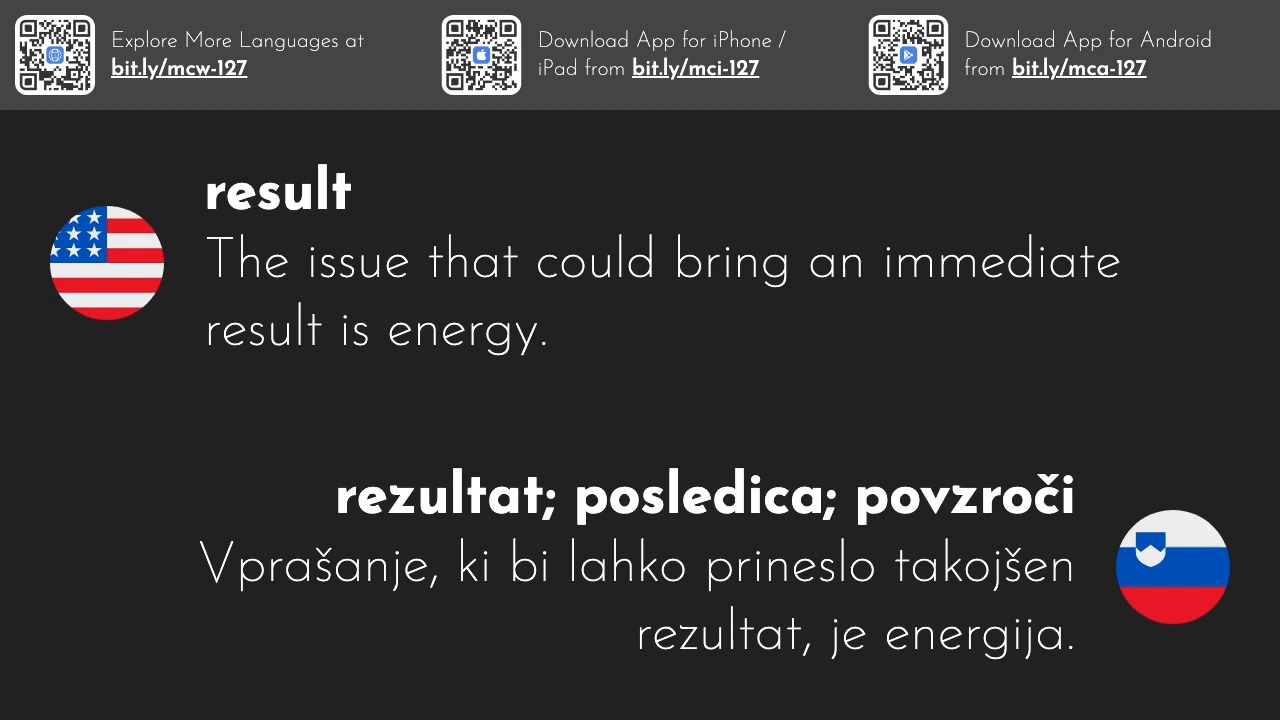 Explore More Languages at
bit.ly/mcw-127
Download App for iPhone /
iPad from bit.ly/mci-127
Download App for Android
from bit.ly/mca-127
result
The issue that could bring an immediate
result is energy.
rezultat; posledica; povzroči
Vprašanje, ki bi lahko prineslo takojšen
rezultat, je energija.